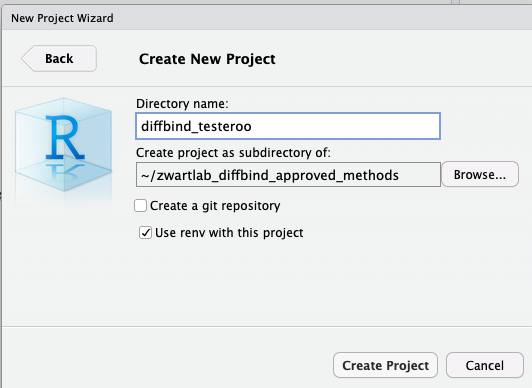 New Project Wizard
Back
Create New Project
R
Directory name:
diffbind_testeroo
Create project as subdirectory of:
~/zwartlab_diffbind_approved_methods
Browse...
Create a git repository
Use renv with this project
Create Project
Cancel